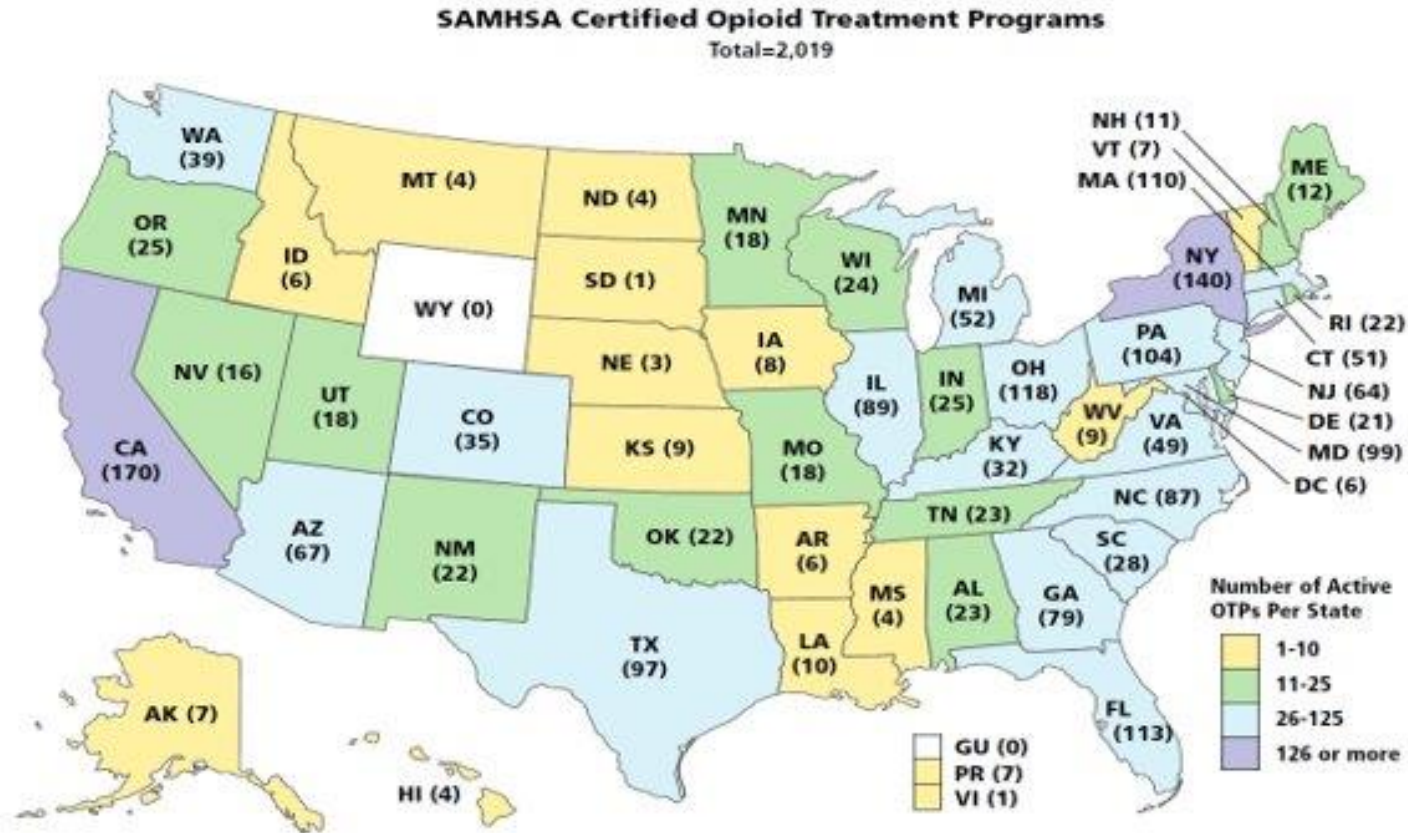 SAMHSA Certified Opioid Treatment Programs
Total=2,019
WA
(39)
MT (4)
ND (4)
MN
(18)
NH (11)
VT (7)
MA (110)
ME
(12)
OR
(25)
ID
(6)
SD (1)
WI
(24)
MI
(52)
NY
(140)
WY (0)
NE (3)
IA
(8)
PA
(104)
RI (22)
CT (51)
NJ (64)
DE (21)
MD (99)
DC (6)
NV (16)
UT
(18)
CO
(35)
KS (9)
MO
(18)
IL
(89)
IN
(25)
OH
(118)
WV
(9)
VA
(49)
KY
(32)
CA
(170)
AZ
(67)
NM
(22)
OK (22)
AR
(6)
TN (23)
NC (87)
SC
(28)
TX
(97)
LA
(10)
MS
(4)
AL
(23)
GA
(79)
FL
(113)
AK (7)
HI (4)
GU (0)
PR (7)
VI (1)
Number of Active
OTPs Per State
1-10
11-25
26-125
126 or more